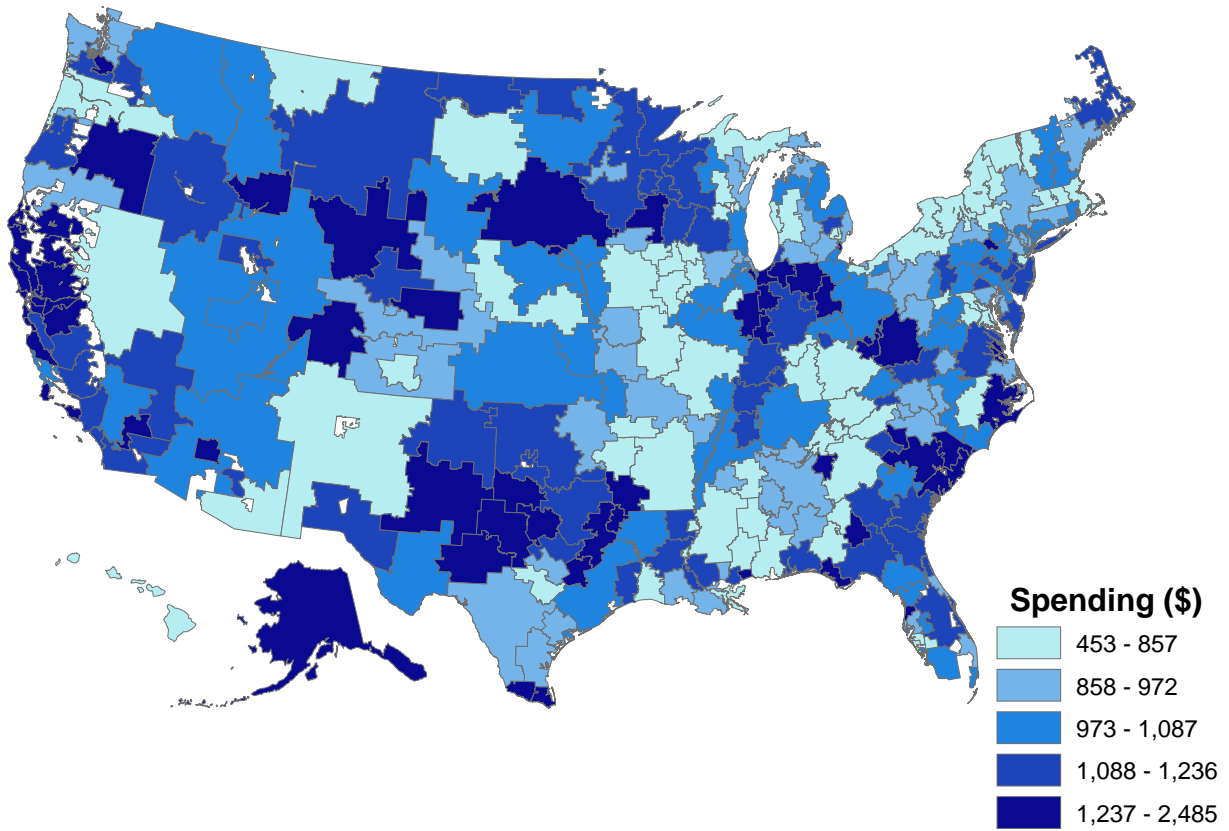 Spending ($)
453 - 857
858 - 972
973 - 1,087
1,088 - 1,236
1,237 - 2,485